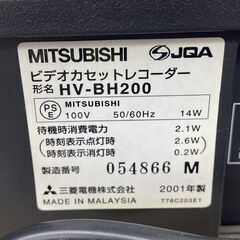 MITSUBISHI JQA
ビデオカセットレコーダー
形名 HV-BH200
PS E MITSUBISHI
100V 50/60Hz 14W
待機時消費電力 2.1W
(時刻表示点灯時 2.6W)
(時刻表示消灯時 0.2W)
製造番号 054866 M
三菱電機株式会社 2001年製
MADE IN MALAYSIA 776C203E1